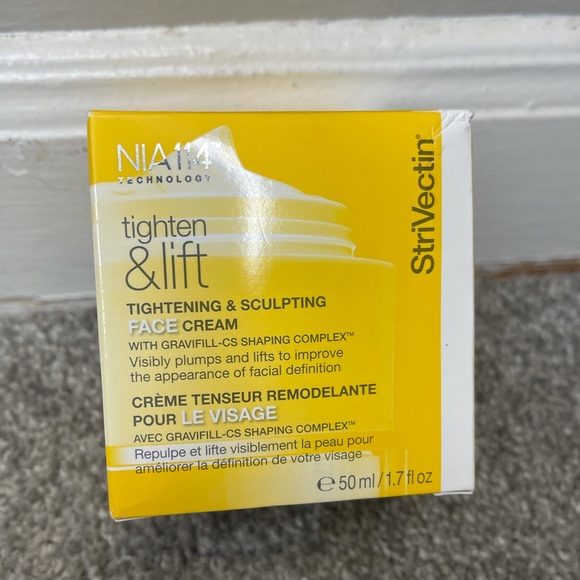 NIA114
TECHNOLOGY
tighten
&lift
TIGHTENING & SCULPTING
FACE CREAM
WITH GRAVIFILL-CS SHAPING COMPLEX™
Visibly plumps and lifts to improve
the appearance of facial definition
CRÈME TENSEUR REMODELANTE
POUR LE VISAGE
AVEC GRAVIFILL-CS SHAPING COMPLEX™
Repulpe et lifte visiblement la peau pour
améliorer la définition de votre visage
℮ 50 ml / 1.7 fl oz
StriVectin®